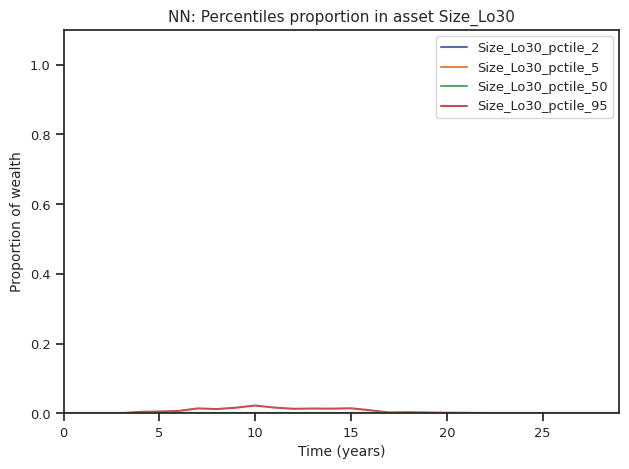 NN: Percentiles proportion in asset Size_Lo30
Size_Lo30_pctile_2
Size_Lo30_pctile_5
Size_Lo30_pctile_50
Size_Lo30_pctile_95
Proportion of wealth
1.0
0.8
0.6
0.4
0.2
0.0
0 5 10 15 20 25
Time (years)